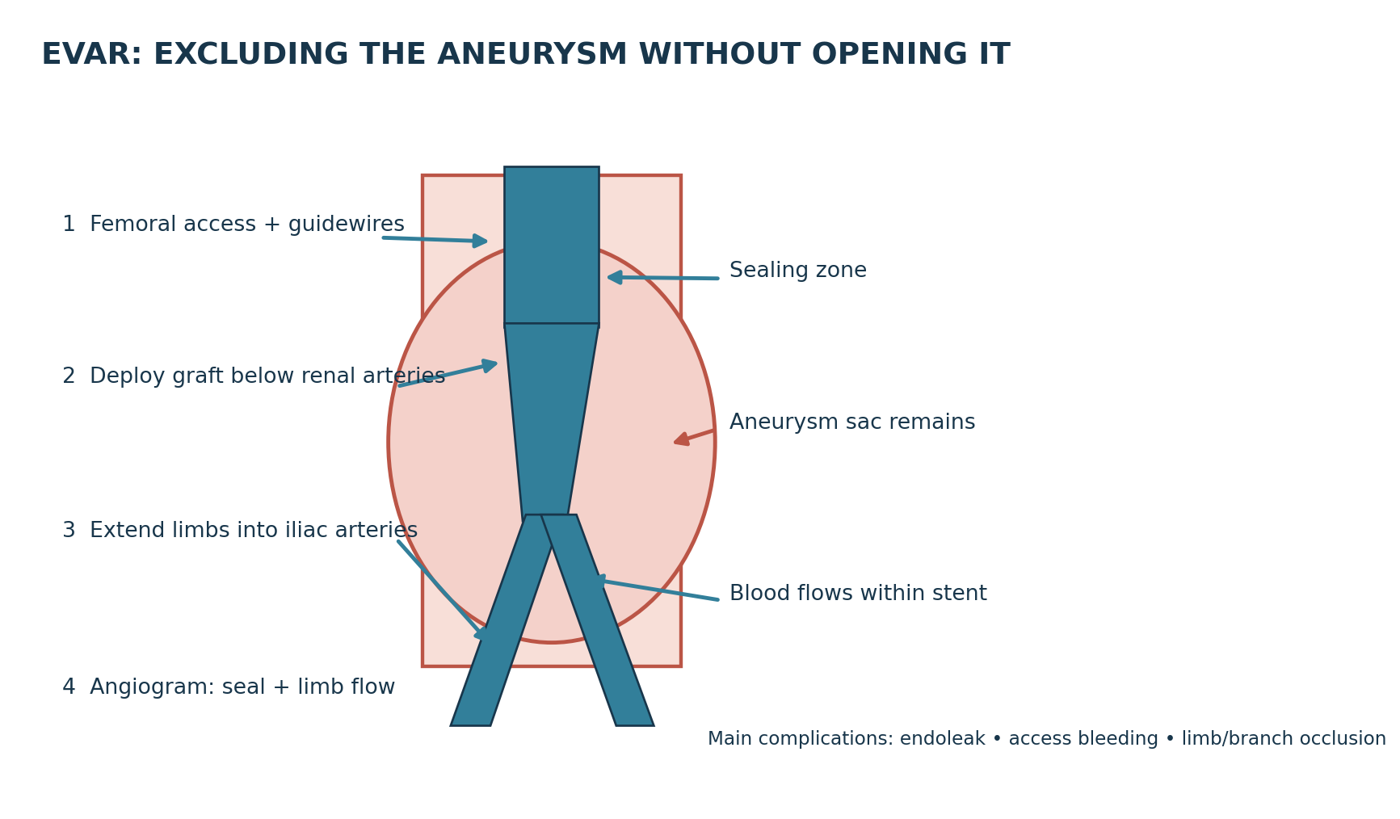 EVAR: EXCLUDING THE ANEURYSM WITHOUT OPENING IT
1 Femoral access + guidewires
Sealing zone
2 Deploy graft below renal arteries
Aneurysm sac remains
3 Extend limbs into iliac arteries
Blood flows within stent
4 Angiogram: seal + limb flow
Main complications: endoleak • access bleeding • limb/branch occlusion